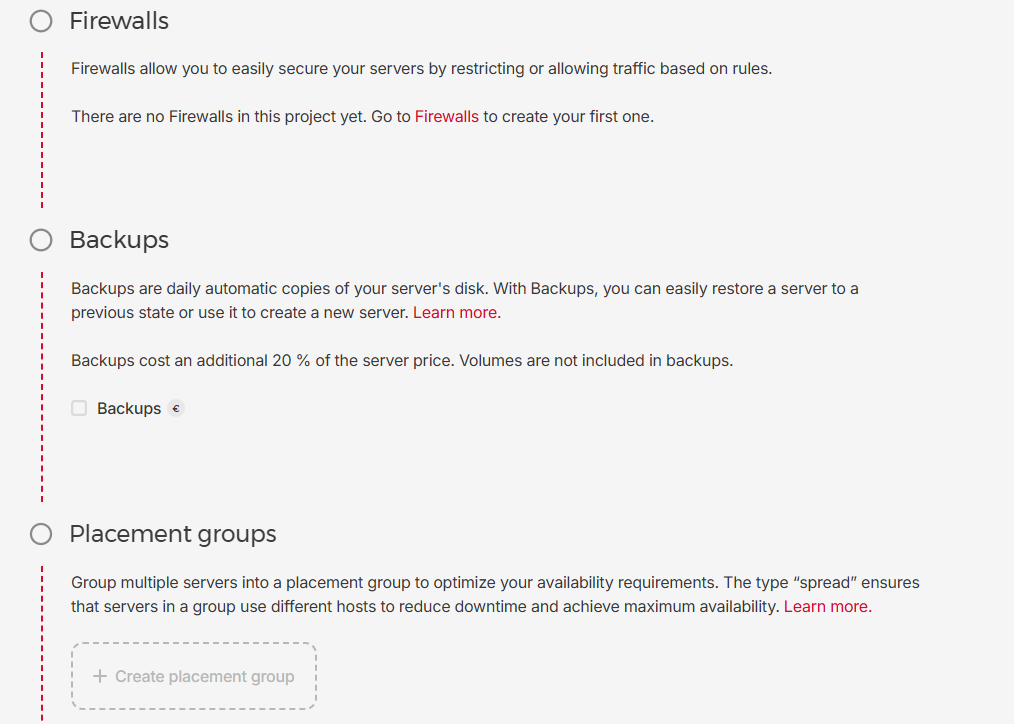 Firewalls
Firewalls allow you to easily secure your servers by restricting or allowing traffic based on rules.
There are no Firewalls in this project yet. Go to Firewalls to create your first one.
Backups
Backups are daily automatic copies of your server's disk. With Backups, you can easily restore a server to a
previous state or use it to create a new server. Learn more.
Backups cost an additional 20 % of the server price. Volumes are not included in backups.
Backups €
Placement groups
Group multiple servers into a placement group to optimize your availability requirements. The type “spread” ensures
that servers in a group use different hosts to reduce downtime and achieve maximum availability. Learn more.
+ Create placement group